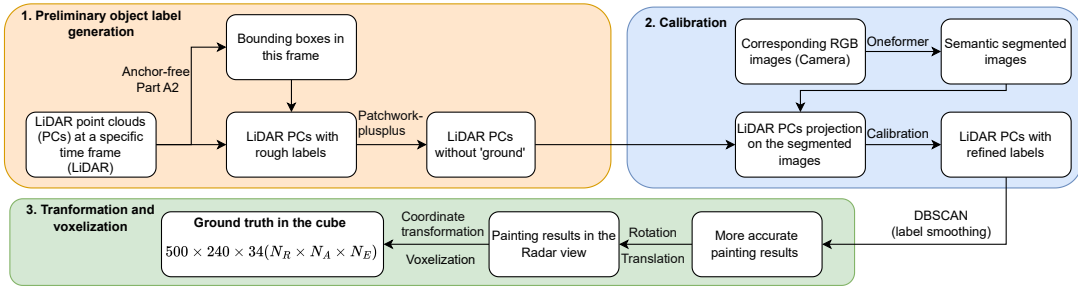 1. Preliminary object label
generation
Bounding boxes in
this frame
Anchor-free
Part A2
LiDAR point clouds
(PCs) at a specific
time frame
(LiDAR)
LiDAR PCs with
rough labels
Patchwork-
plusplus
LiDAR PCs
without 'ground'
2. Calibration
Corresponding RGB
images (Camera)
Oneformer
Semantic segmented
images
LiDAR PCs projection
on the segmented
images
Calibration
LiDAR PCs with
refined labels
DBSCAN
(label smoothing)
3. Tranformation and
voxelization
Ground truth in the cube
500 × 240 × 34(N_R × N_A × N_E)
Coordinate
transformation
Voxelization
Painting results in the
Radar view
Rotation
Translation
More accurate
painting results